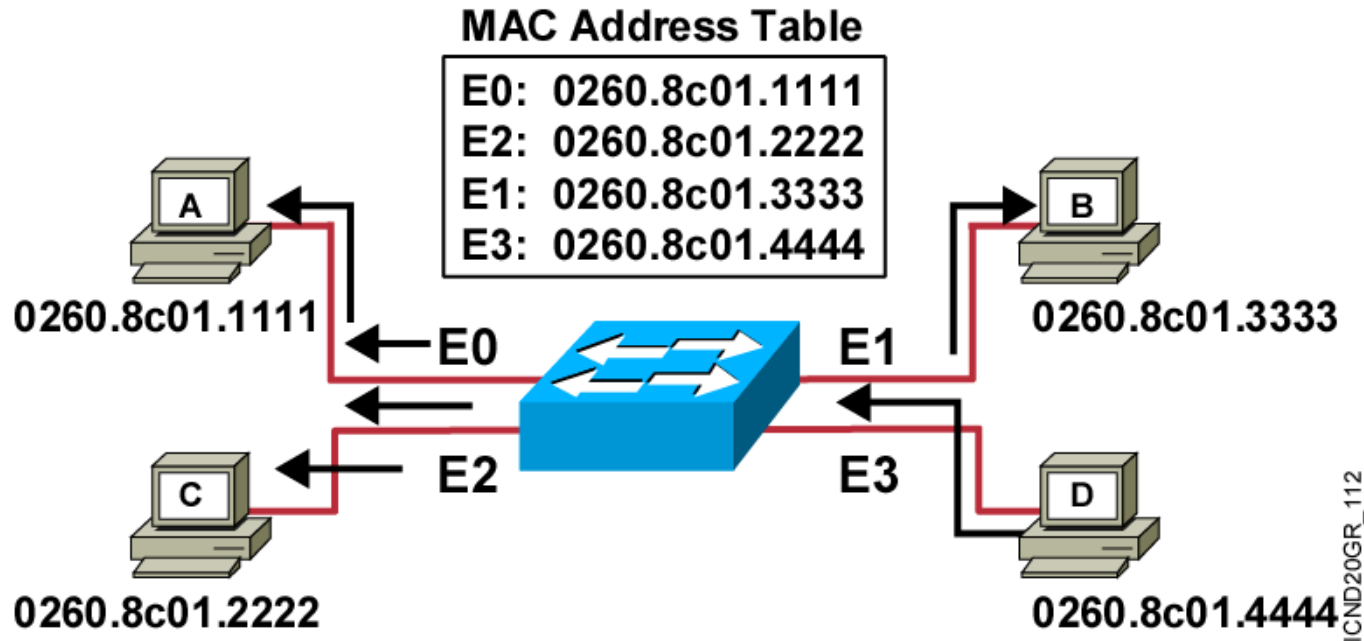 MAC Address Table
E0: 0260.8c01.1111
E2: 0260.8c01.2222
E1: 0260.8c01.3333
E3: 0260.8c01.4444
A
B
0260.8c01.1111
0260.8c01.3333
E0
E1
E2
E3
C
D
0260.8c01.2222
0260.8c01.4444
ICND20GR_112